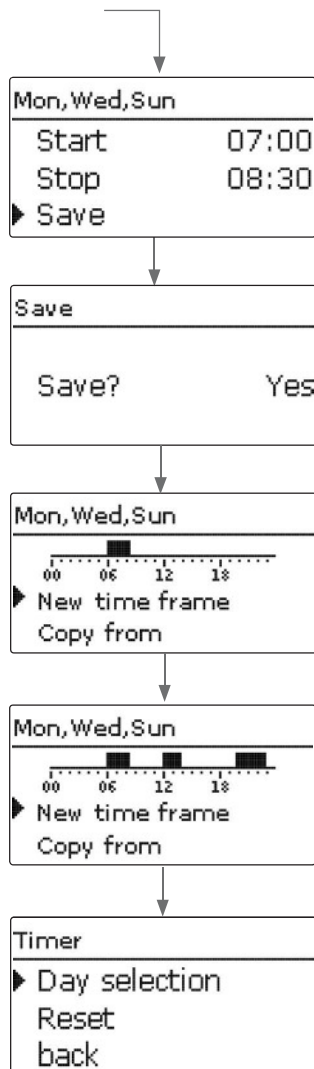 Mon,Wed,Sun
Start 07:00
Stop 08:30
Save
Save
Save? Yes
Mon,Wed,Sun
00 06 12 18
New time frame
Copy from
Mon,Wed,Sun
00 06 12 18
New time frame
Copy from
Timer
Day selection
Reset
back